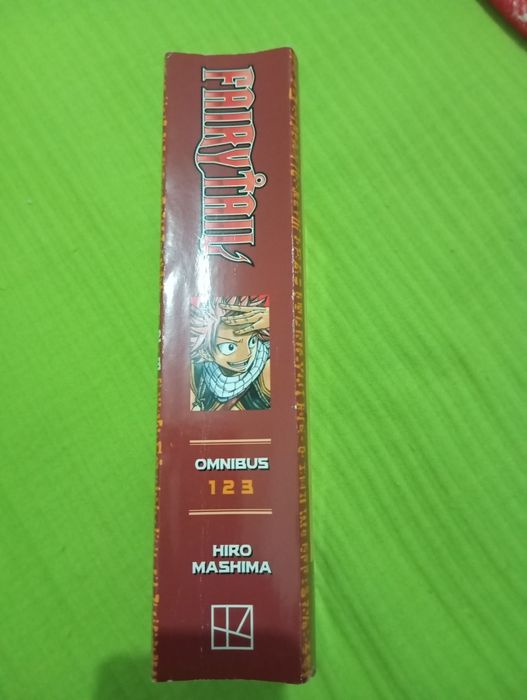 FAIRY TAIL
OMNIBUS
1 2 3
HIRO
MASHIMA